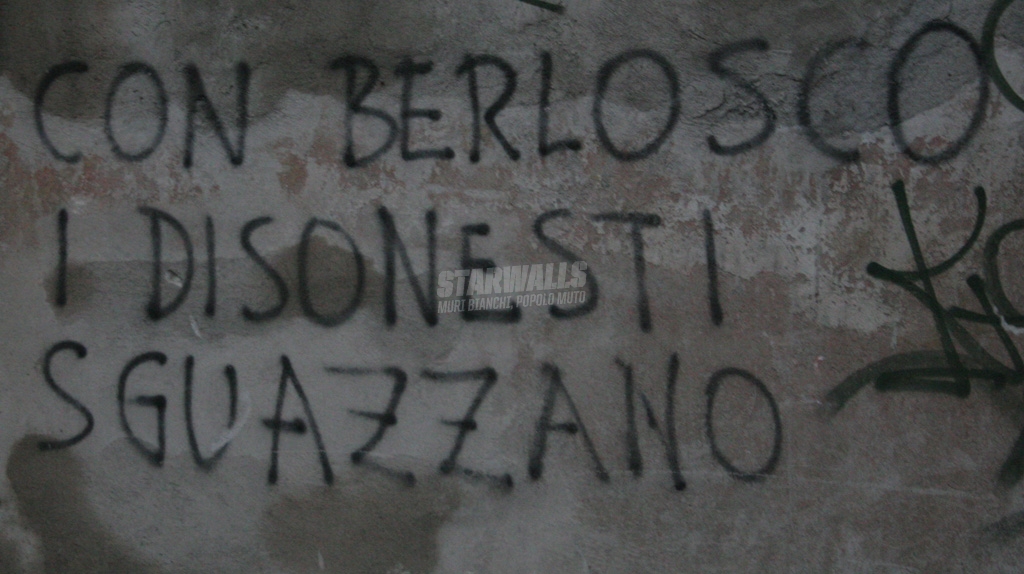 CON BERLOSCO
I DISONESTI
SGUAZZANO
STARWALLS
MURI BIANCHI, POPOLO MUTO